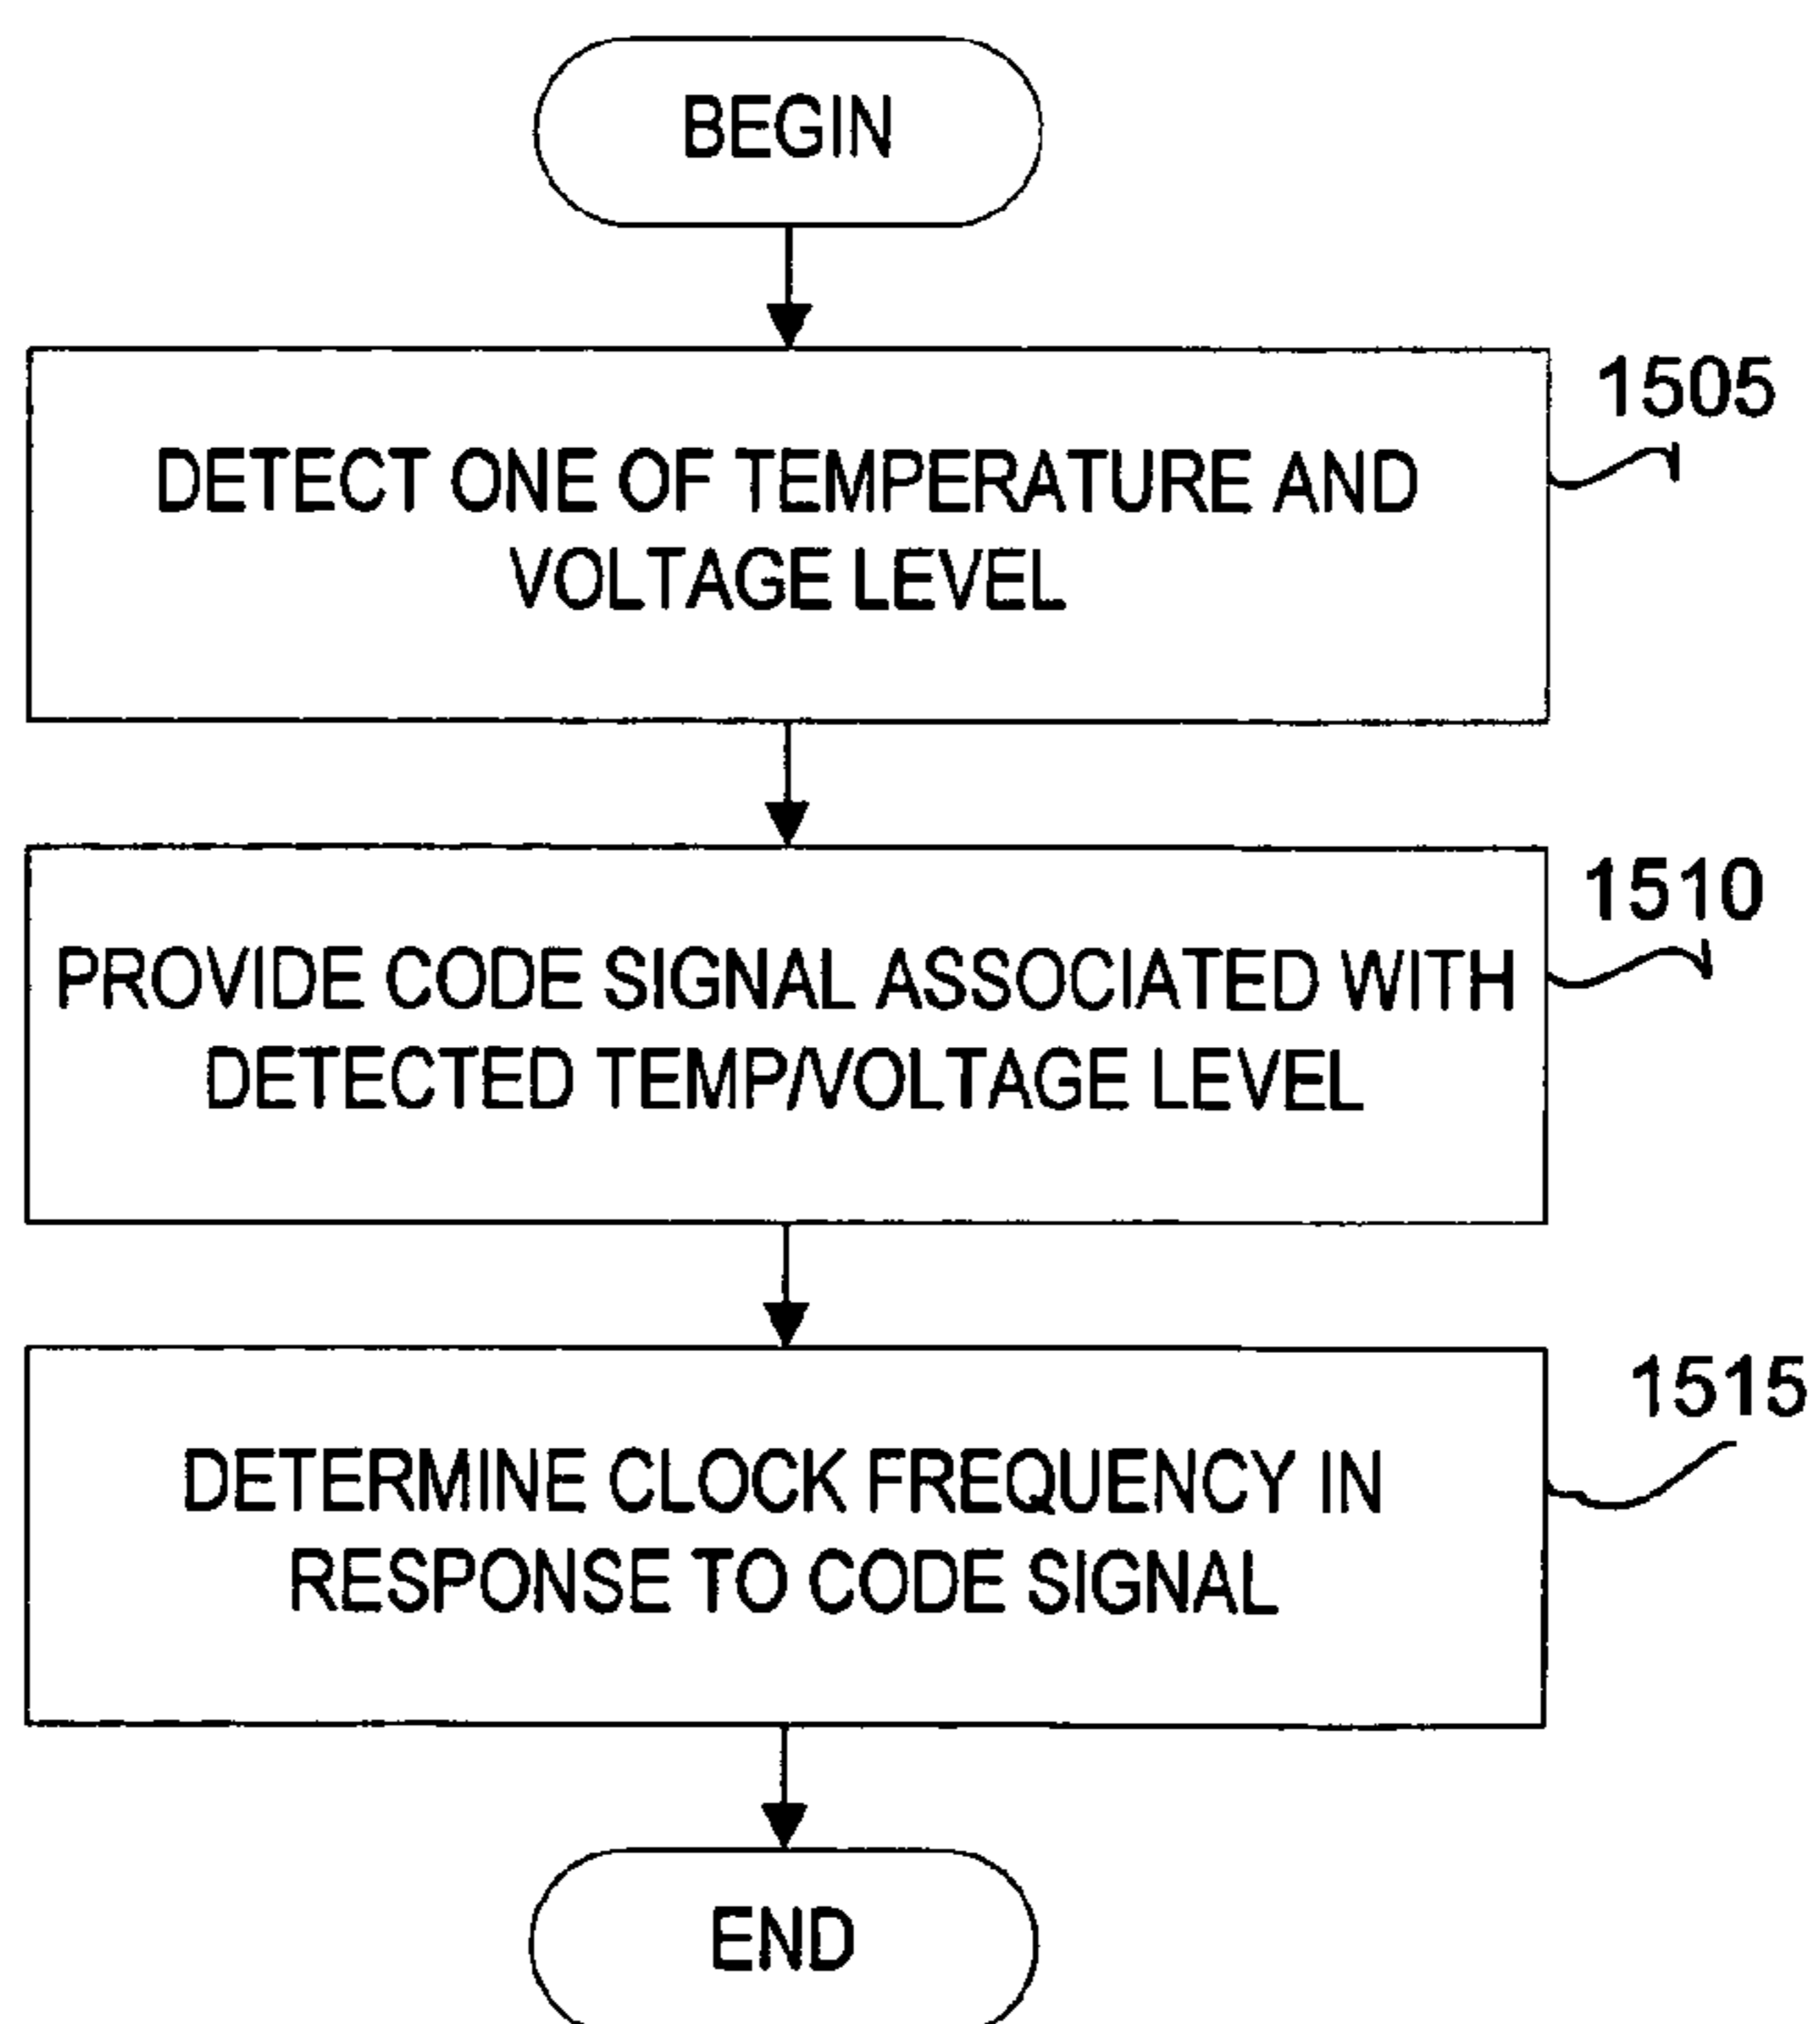 BEGIN
1505
DETECT ONE OF TEMPERATURE AND
VOLTAGE LEVEL
1510
PROVIDE CODE SIGNAL ASSOCIATED WITH
DETECTED TEMP/VOLTAGE LEVEL
1515
DETERMINE CLOCK FREQUENCY IN
RESPONSE TO CODE SIGNAL
END